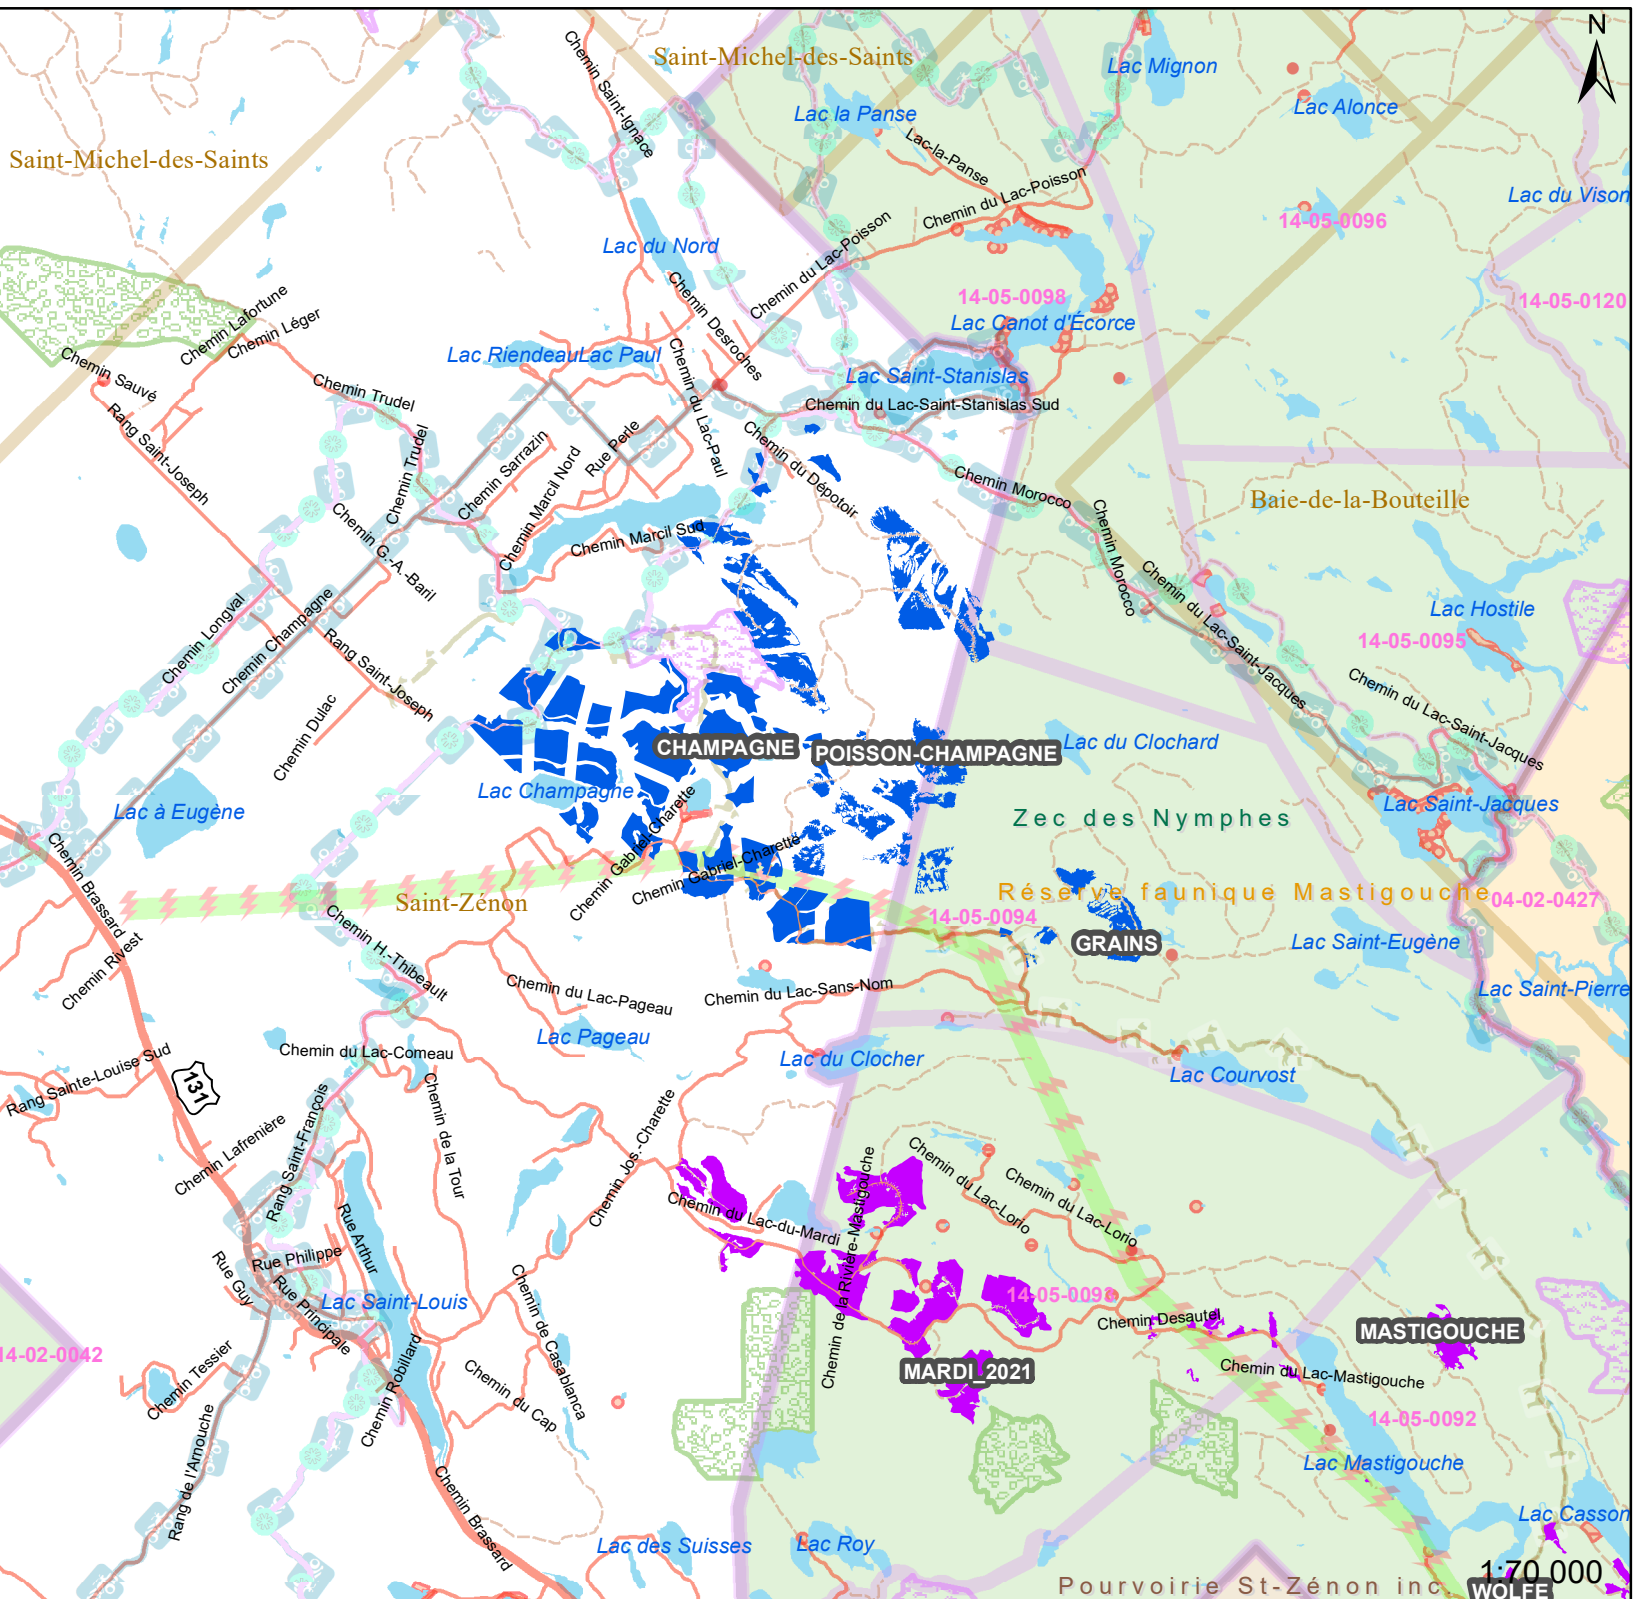 N
Saint-Michel-des-Saints
Lac Mignon
Lac Alonce
Lac la Panse
Chemin Saint-Ignace
Saint-Michel-des-Saints
Lac-la-Panse
Chemin du Lac-Poisson
Lac du Vison
14-05-0096
Lac du Nord
Chemin du Lac-Poisson
14-05-0098
14-05-0120
Chemin Lafortune
Chemin Léger
Chemin Desroches
Lac Canot d'Écorce
Lac Riendeau
Lac Paul
Chemin Sauvé
Chemin Trudel
Chemin du Lac-Paul
Lac Saint-Stanislas
Chemin du Lac-Saint-Stanislas Sud
Rang Saint-Joseph
Chemin Trudel
Chemin Sarrazin
Rue Perle
Chemin Marcil Nord
Chemin du Dépotoir
Chemin Morocco
Baie-de-la-Bouteille
Chemin G.-A.-Baril
Chemin Marcil Sud
Chemin Morocco
Chemin du Lac-Saint-Jacques
Lac Hostile
14-05-0095
Chemin Longval
Chemin Champagne
Rang Saint-Joseph
Chemin Dulac
Chemin du Lac-Saint-Jacques
CHAMPAGNE
POISSON-CHAMPAGNE
Lac du Clochard
Lac Champagne
Lac à Eugène
Lac Saint-Jacques
Zec des Nymphes
Chemin Gabriel-Charette
Chemin Gabriel-Charette
Chemin Brassard
Saint-Zénon
Réserve faunique Mastigouche
04-02-0427
14-05-0094
GRAINS
Lac Saint-Eugène
Chemin H.-Thibeault
Chemin Rivest
Chemin du Lac-Pageau
Chemin du Lac-Sans-Nom
Lac Saint-Pierre
Lac Pageau
Chemin du Lac-Comeau
Lac du Clocher
Lac Courvost
Rang Sainte-Louise Sud
131
Chemin de la Tour
Rang Saint-François
Chemin Lafrenière
Chemin Jos.-Charette
Chemin de la Rivière-Mastigouche
Chemin du Lac-Lorio
Chemin du Lac-Lorio
Chemin du Lac-du-Mardi
Rue Arthur
Rue Philippe
Rue Guy
Rue Principale
Lac Saint-Louis
Chemin de Casablanca
Chemin Desautel
MASTIGOUCHE
14-02-0042
Chemin Tessier
Chemin Robillard
Chemin du Cap
MARDI_2021
Chemin du Lac-Mastigouche
14-05-0092
Rang de l'Arnouche
Lac Mastigouche
Chemin Brassard
Lac Casson
Lac des Suisses
Lac Roy
1:70 000
Pourvoirie St-Zénon inc.
WOLFE